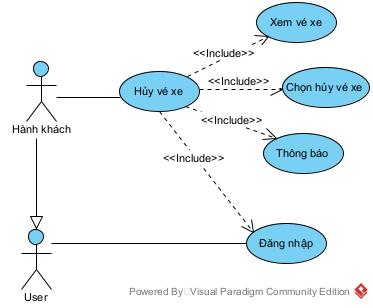 Xem vé xe
<<Include>>
Hủy vé xe
<<Include>>
Chọn hủy vé xe
<<Include>>
Hành khách
Thông báo
<<Include>>
Đăng nhập
User
Powered By Visual Paradigm Community Edition